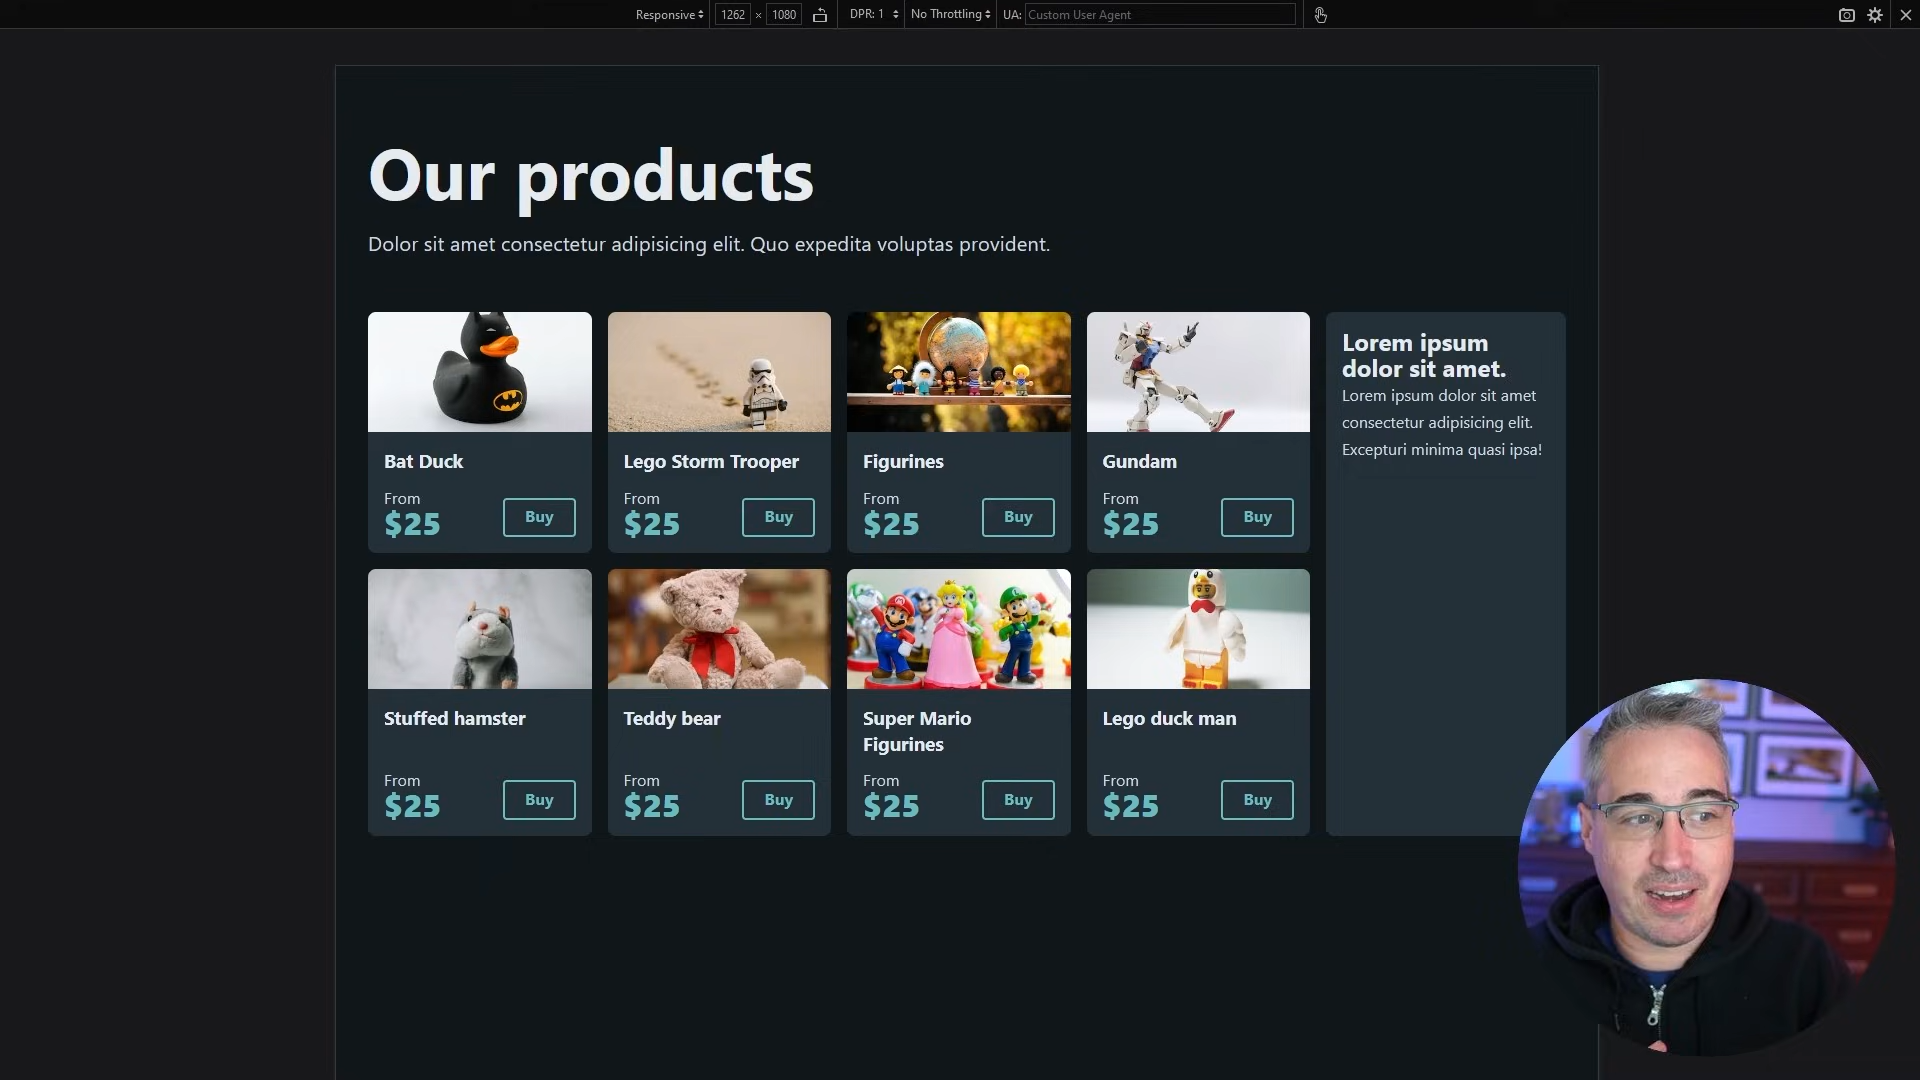 Responsive
1262 × 1080
DPR: 1
No Throttling
UA: Custom User Agent
Our products
Dolor sit amet consectetur adipisicing elit. Quo expedita voluptas provident.
Bat Duck
From
$25
Buy
Lego Storm Trooper
From
$25
Buy
Figurines
From
$25
Buy
Gundam
From
$25
Buy
Lorem ipsum
dolor sit amet.
Lorem ipsum dolor sit amet
consectetur adipisicing elit.
Excepturi minima quasi ipsa!
Stuffed hamster
From
$25
Buy
Teddy bear
From
$25
Buy
Super Mario
Figurines
From
$25
Buy
Lego duck man
From
$25
Buy